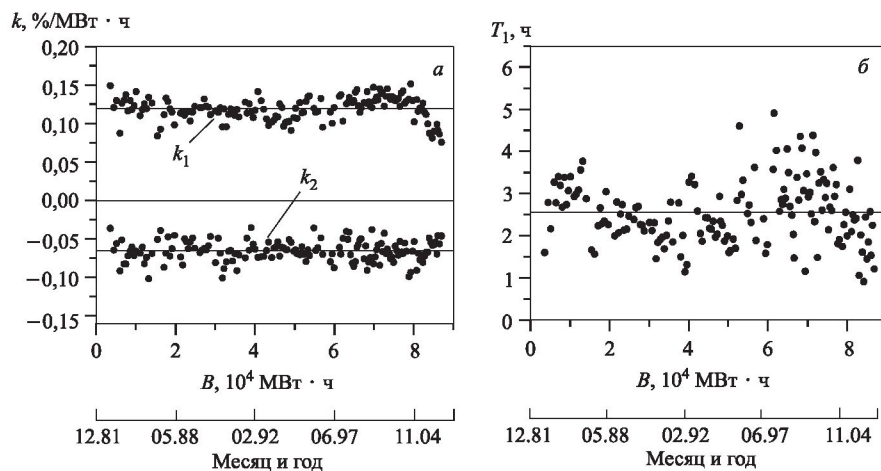 k, %/МВт · ч
0,20
0,15
0,10
0,05
0,00
−0,05
−0,10
−0,15
а
k1
k2
0 2 4 6 8
B, 10^4 МВт · ч
12.81 05.88 02.92 06.97 11.04
Месяц и год
T1, ч
6
5
4
3
2
1
0
б
0 2 4 6 8
B, 10^4 МВт · ч
12.81 05.88 02.92 06.97 11.04
Месяц и год